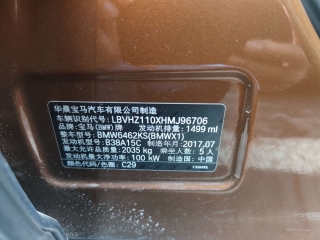 华晨宝马汽车有限公司制造
车辆识别代号: LBVHZ110XHMJ96706
品牌: 宝马(BMW)牌 发动机排量: 1499 ml
整车型号: BMW6462KS(BMWX1)
发动机型号: B38A15C 制造年月: 2017.07
最大允许总质量: 2035 kg 乘坐人数: 5 人
发动机最大净功率: 100 kW 制造国: 中国
颜色代码/色色: C29